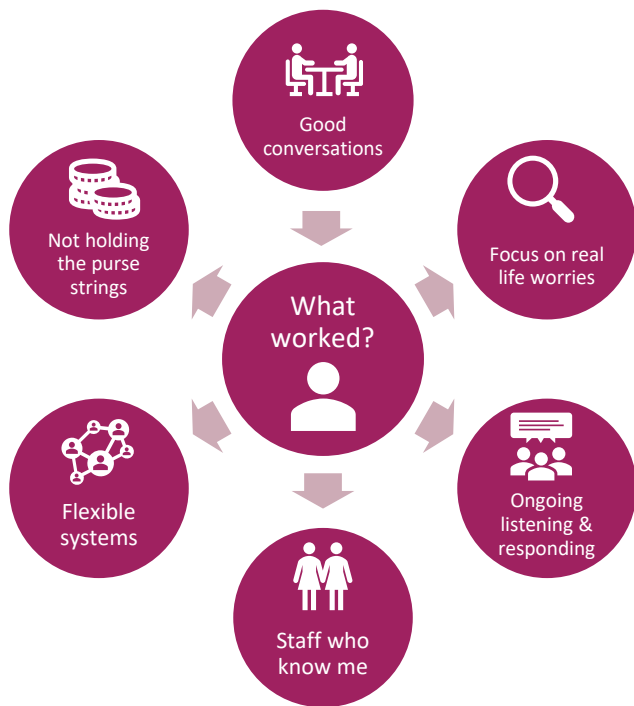 Good
conversations
Not holding
the purse
strings
Focus on real
life worries
What
worked?
Flexible
systems
Ongoing
listening &
responding
Staff who
know me